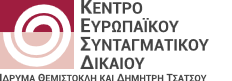 ΚΕΝΤΡΟ
ΕΥΡΩΠΑΪΚΟΥ
ΣΥΝΤΑΓΜΑΤΙΚΟΥ
ΔΙΚΑΙΟΥ
ΙΔΡΥΜΑ ΘΕΜΙΣΤΟΚΛΗ ΚΑΙ ΔΗΜΗΤΡΗ ΤΣΑΤΣΟΥ